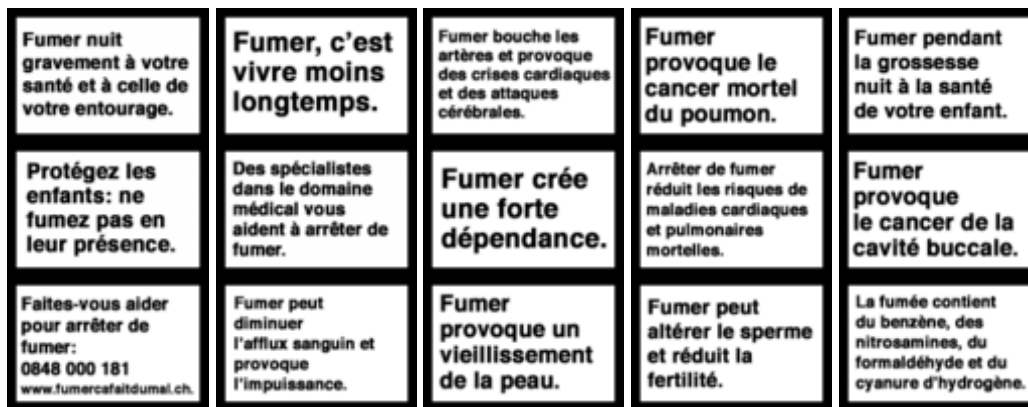 Fumer nuit
gravement à votre
santé et à celle de
votre entourage.
Fumer, c'est
vivre moins
longtemps.
Fumer bouche les
artères et provoque
des crises cardiaques
et des attaques
cérébrales.
Fumer
provoque le
cancer mortel
du poumon.
Fumer pendant
la grossesse
nuit à la santé
de votre enfant.
Protégez les
enfants: ne
fumez pas en
leur présence.
Des spécialistes
dans le domaine
médical vous
aident à arrêter de
fumer.
Fumer crée
une forte
dépendance.
Arrêter de fumer
réduit les risques de
maladies cardiaques
et pulmonaires
mortelles.
Fumer
provoque
le cancer de la
cavité buccale.
Faites-vous aider
pour arrêter de
fumer:
0848 000 181
www.fumercafaitdumal.ch.
Fumer peut
diminuer
l'afflux sanguin et
provoque
l'impuissance.
Fumer
provoque un
vieillissement
de la peau.
Fumer peut
altérer le sperme
et réduit la
fertilité.
La fumée contient
du benzène, des
nitrosamines, du
formaldéhyde et du
cyanure d'hydrogène.